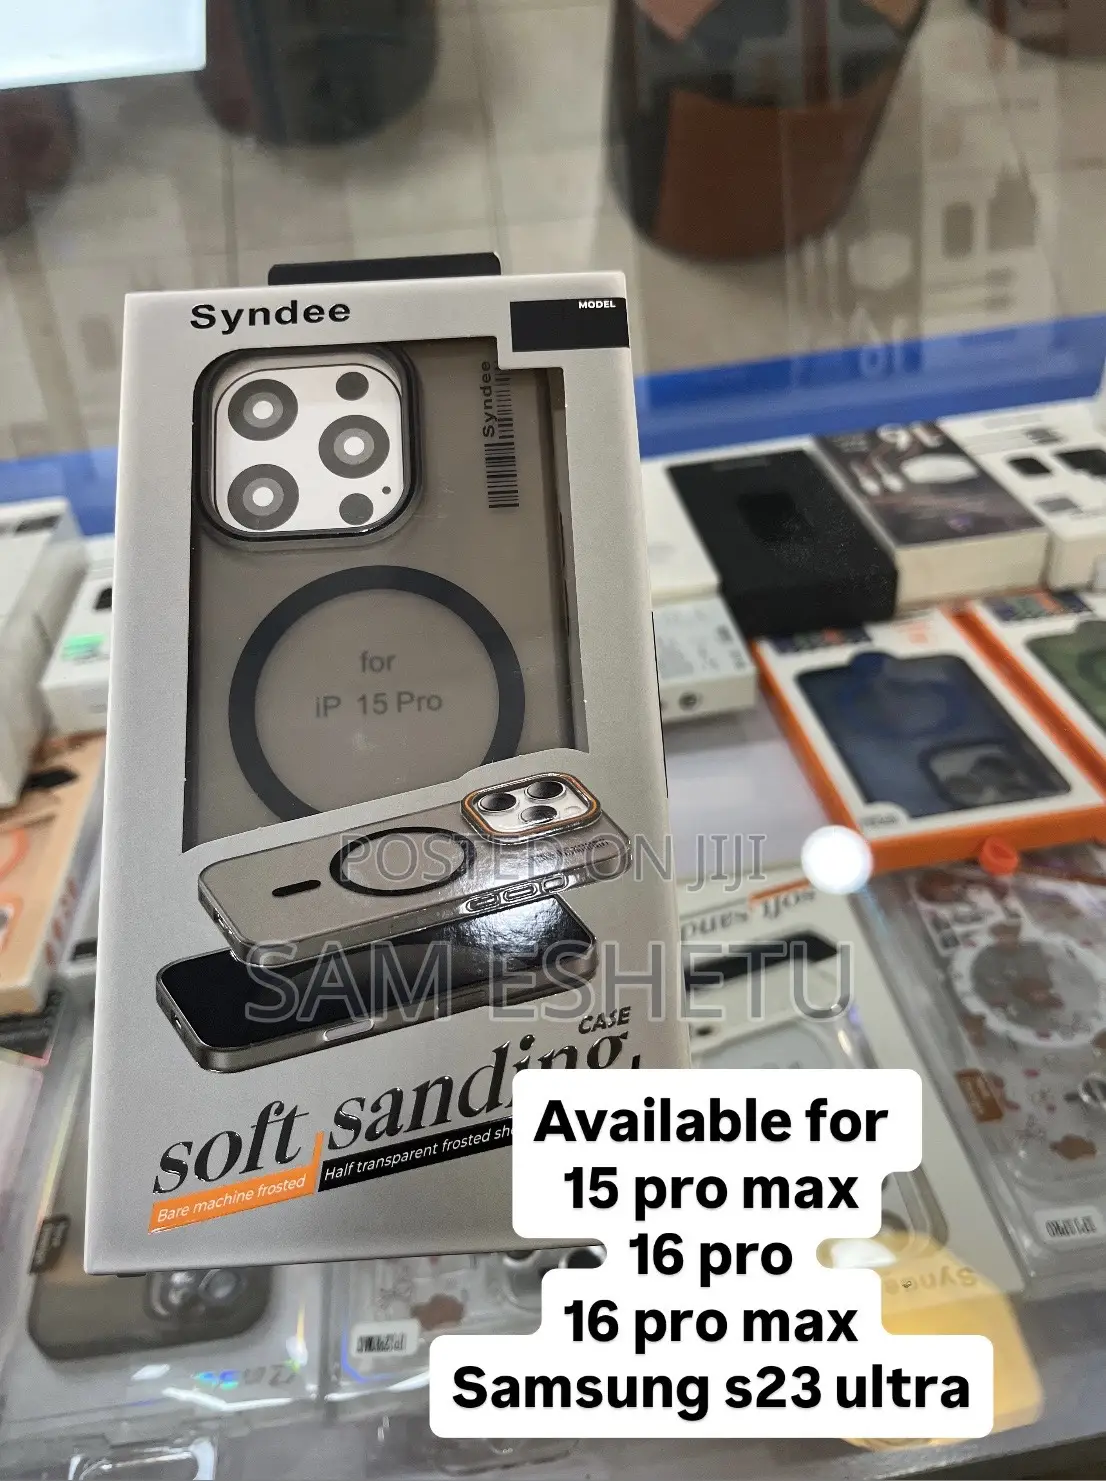 Syndee
MODEL
Syndee
for
iP 15 Pro
POSTED ON JIJI
SAM ESHETU
CASE
soft sanding
Bare machine frosted
Half transparent frosted
Available for
15 pro max
16 pro
16 pro max
Samsung s23 ultra